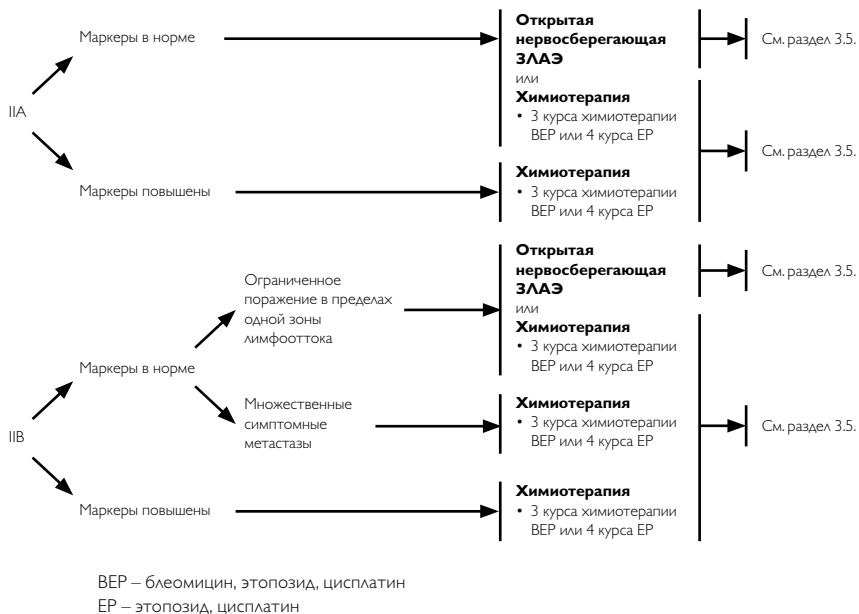 Маркеры в норме
Открытая
нервосберегающая
ЗЛАЭ
или
Химиотерапия
• 3 курса химиотерапии
BEP или 4 курса EP
См. раздел 3.5.
IIA
См. раздел 3.5.
Маркеры повышены
Химиотерапия
• 3 курса химиотерапии
BEP или 4 курса EP
Ограниченное
поражение в пределах
одной зоны
лимфооттока
Открытая
нервосберегающая
ЗЛАЭ
или
Химиотерапия
• 3 курса химиотерапии
BEP или 4 курса EP
См. раздел 3.5.
Маркеры в норме
Множественные
симптомные
метастазы
Химиотерапия
• 3 курса химиотерапии
BEP или 4 курса EP
См. раздел 3.5.
IIB
Маркеры повышены
Химиотерапия
• 3 курса химиотерапии
BEP или 4 курса EP
BEP – блеомицин, этопозид, цисплатин
EP – этопозид, цисплатин